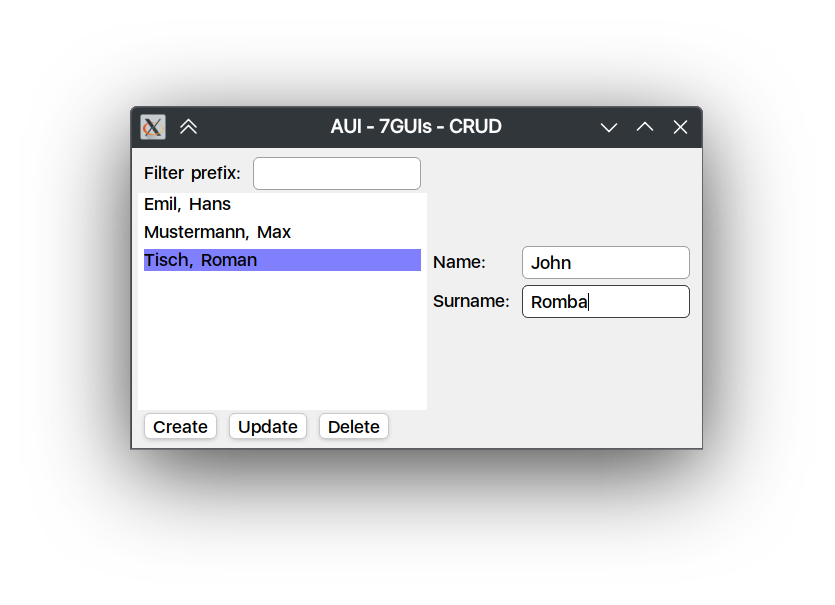 AUI - 7GUIs - CRUD
Filter prefix:
Emil, Hans
Mustermann, Max
Tisch, Roman
Name: John
Surname: Romba
Create Update Delete